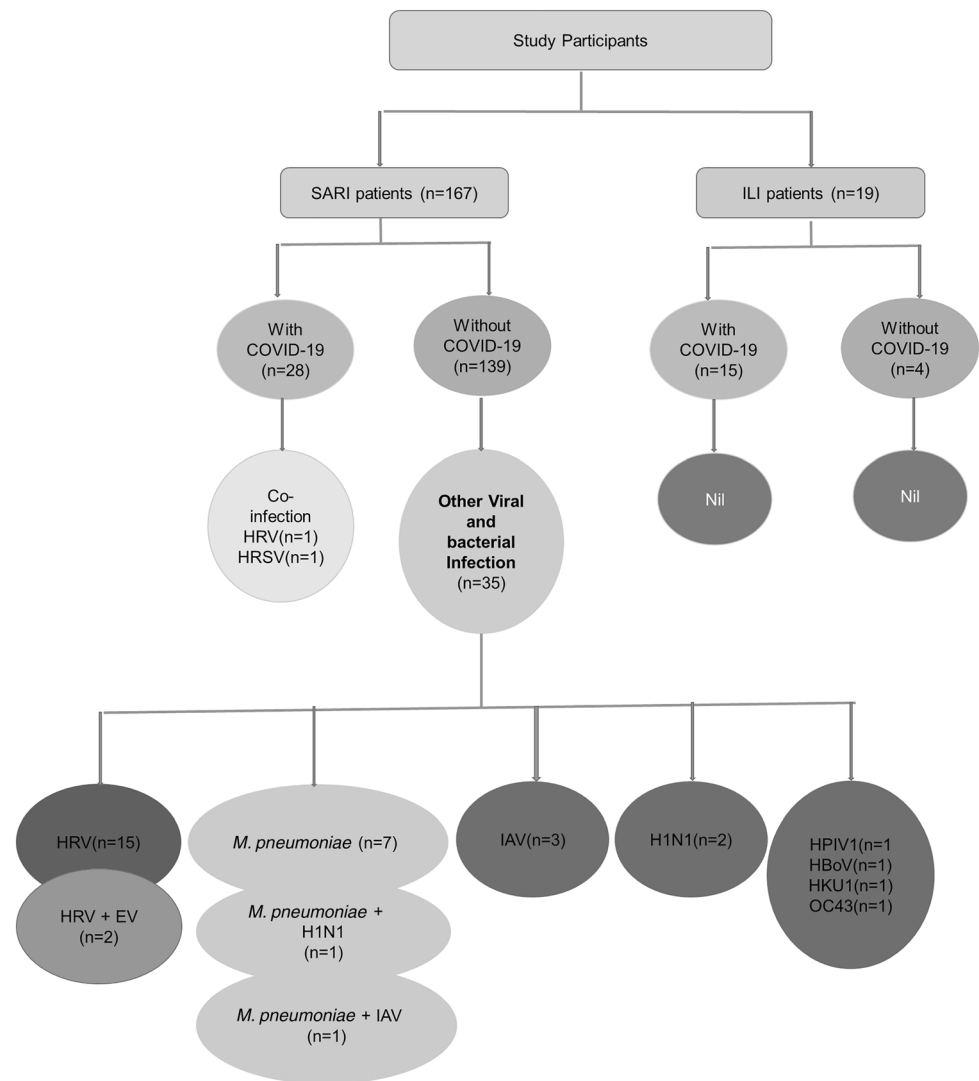 Study Participants
SARI patients (n=167)
ILI patients (n=19)
With
COVID-19
(n=28)
Without
COVID-19
(n=139)
With
COVID-19
(n=15)
Without
COVID-19
(n=4)
Co-
infection
HRV(n=1)
HRSV(n=1)
Other Viral
and
bacterial
Infection
(n=35)
Nil
Nil
HRV(n=15)
HRV + EV
(n=2)
M. pneumoniae (n=7)
M. pneumoniae +
H1N1
(n=1)
M. pneumoniae + IAV
(n=1)
IAV(n=3)
H1N1(n=2)
HPIV1(n=1
HBoV(n=1)
HKU1(n=1)
OC43(n=1)